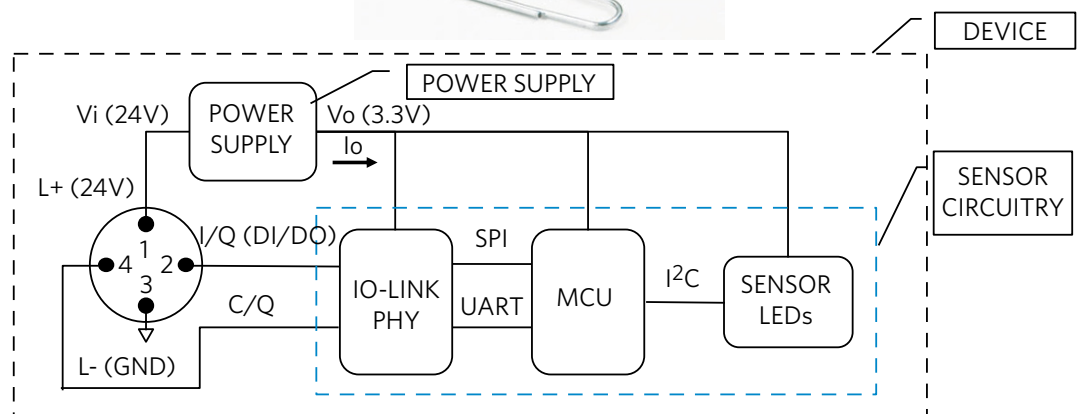 DEVICE
POWER SUPPLY
Vi (24V)
POWER
SUPPLY
Vo (3.3V)
Io
L+ (24V)
SENSOR
CIRCUITRY
I/Q (DI/DO)
1
4
2
3
SPI
IO-LINK
PHY
MCU
I²C
SENSOR
LEDs
C/Q
UART
L- (GND)